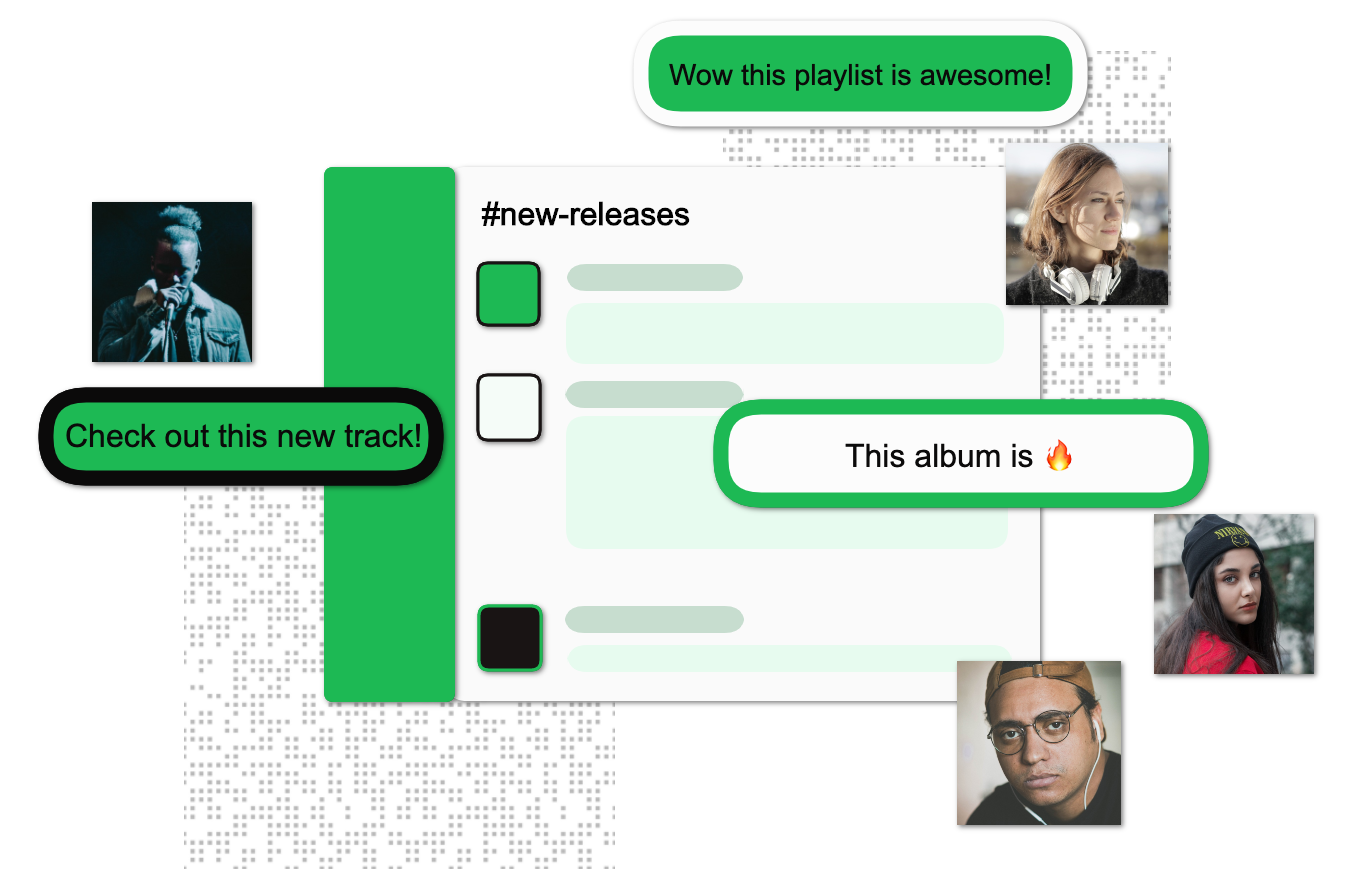 Wow this playlist is awesome!
#new-releases
Check out this new track!
This album is 🔥
NIRVANA